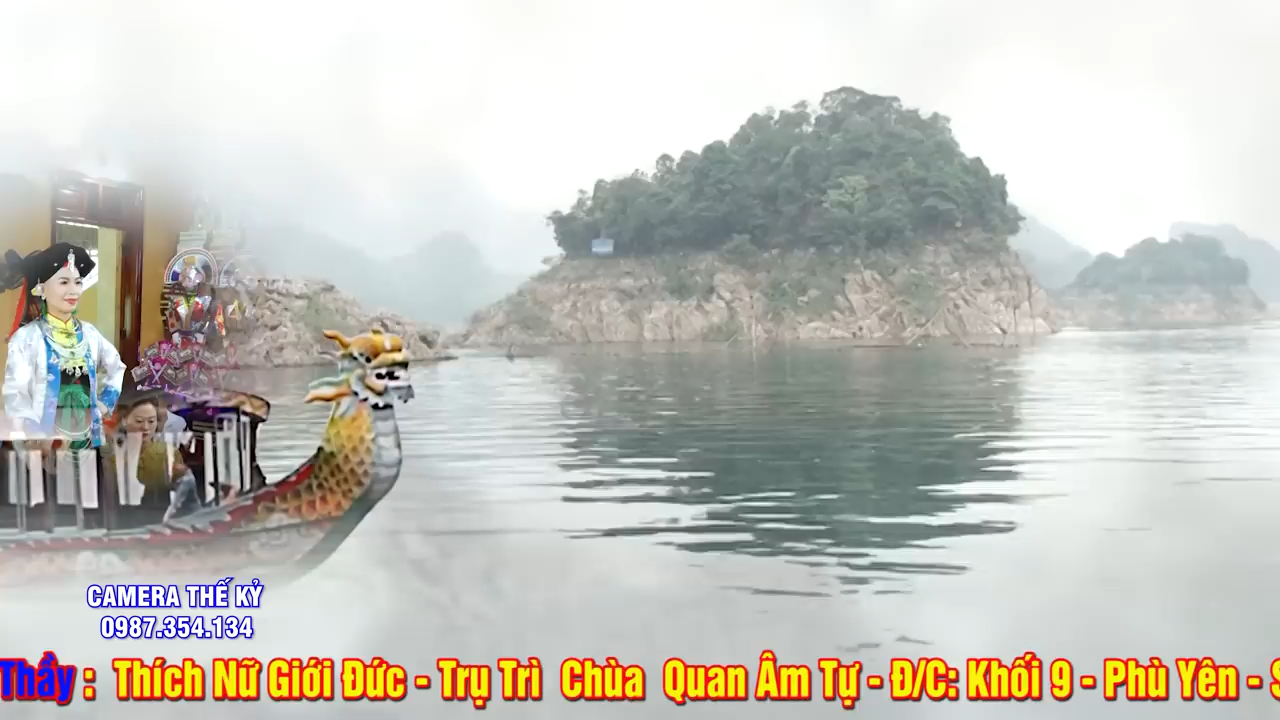 CAMERA THẾ KỶ
0987.354.134
Thầy : Thích Nữ Giới Đức - Trụ Trì Chùa Quan Âm Tự - Đ/C: Khối 9 - Phù Yên - S